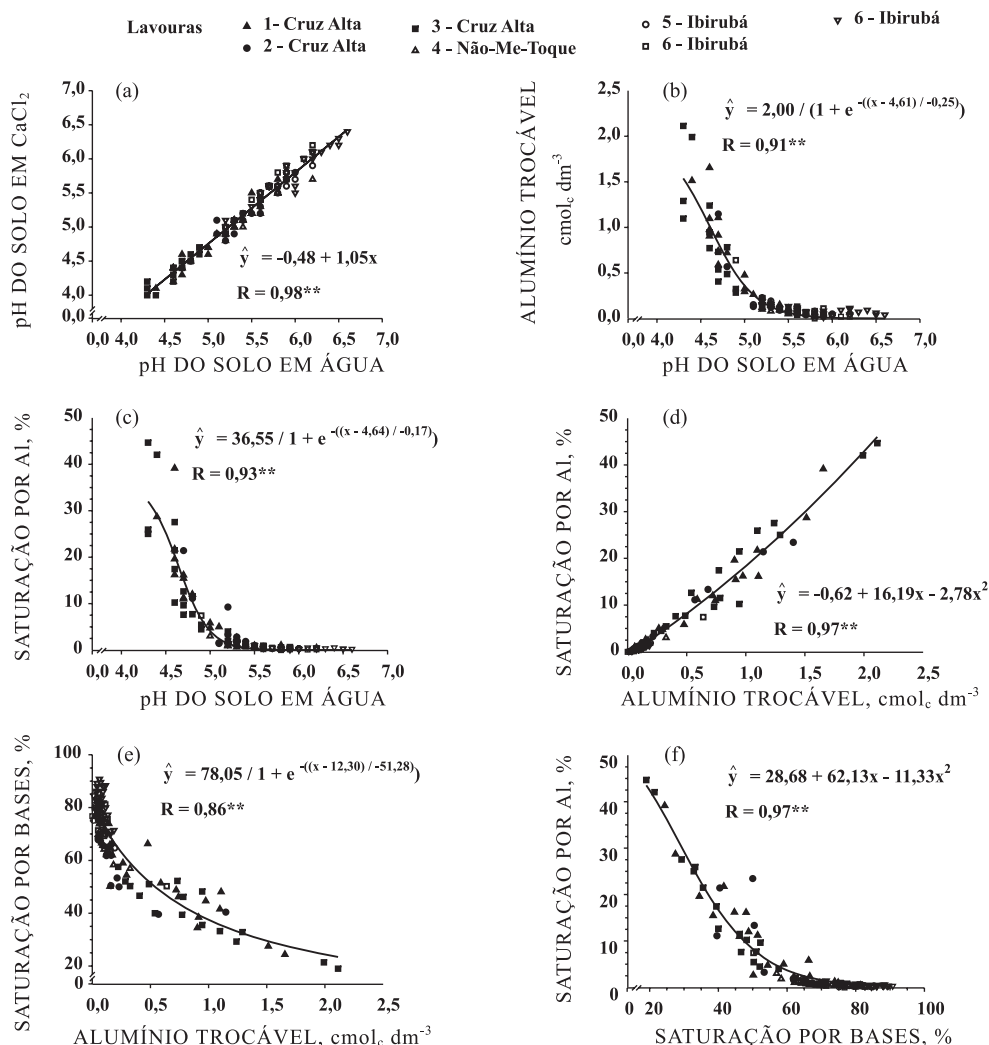 Lavouras ▲ 1- Cruz Alta ■ 3 - Cruz Alta ○ 5 - Ibirubá ▽ 6 - Ibirubá
● 2 - Cruz Alta △ 4 - Não-Me-Toque □ 6 - Ibirubá
(a)
pH DO SOLO EM CaCl₂
7,0
6,5
6,0
5,5
5,0
4,5
4,0
0,0
ŷ = -0,48 + 1,05x
R = 0,98**
0,0 4,0 4,5 5,0 5,5 6,0 6,5 7,0
pH DO SOLO EM ÁGUA
(b)
ALUMÍNIO TROCÁVEL
cmol_c dm⁻³
2,5
2,0
1,5
1,0
0,5
0,0
ŷ = 2,00 / (1 + e^-((x - 4,61) / -0,25))
R = 0,91**
0,0 4,0 4,5 5,0 5,5 6,0 6,5 7,0
pH DO SOLO EM ÁGUA
(c)
SATURAÇÃO POR Al, %
50
40
30
20
10
0
ŷ = 36,55 / 1 + e^-((x - 4,64) / -0,17)
R = 0,93**
0,0 4,0 4,5 5,0 5,5 6,0 6,5 7,0
pH DO SOLO EM ÁGUA
(d)
SATURAÇÃO POR Al, %
50
40
30
20
10
0
ŷ = -0,62 + 16,19x - 2,78x²
R = 0,97**
0,0 0,5 1,0 1,5 2,0 2,5
ALUMÍNIO TROCÁVEL, cmol_c dm⁻³
(e)
SATURAÇÃO POR BASES, %
100
80
60
40
20
0
ŷ = 78,05 / 1 + e^-((x - 12,30) / -51,28)
R = 0,86**
0,0 0,5 1,0 1,5 2,0 2,5
ALUMÍNIO TROCÁVEL, cmol_c dm⁻³
(f)
SATURAÇÃO POR Al, %
50
40
30
20
10
0
ŷ = 28,68 + 62,13x - 11,33x²
R = 0,97**
0 20 40 60 80 100
SATURAÇÃO POR BASES, %